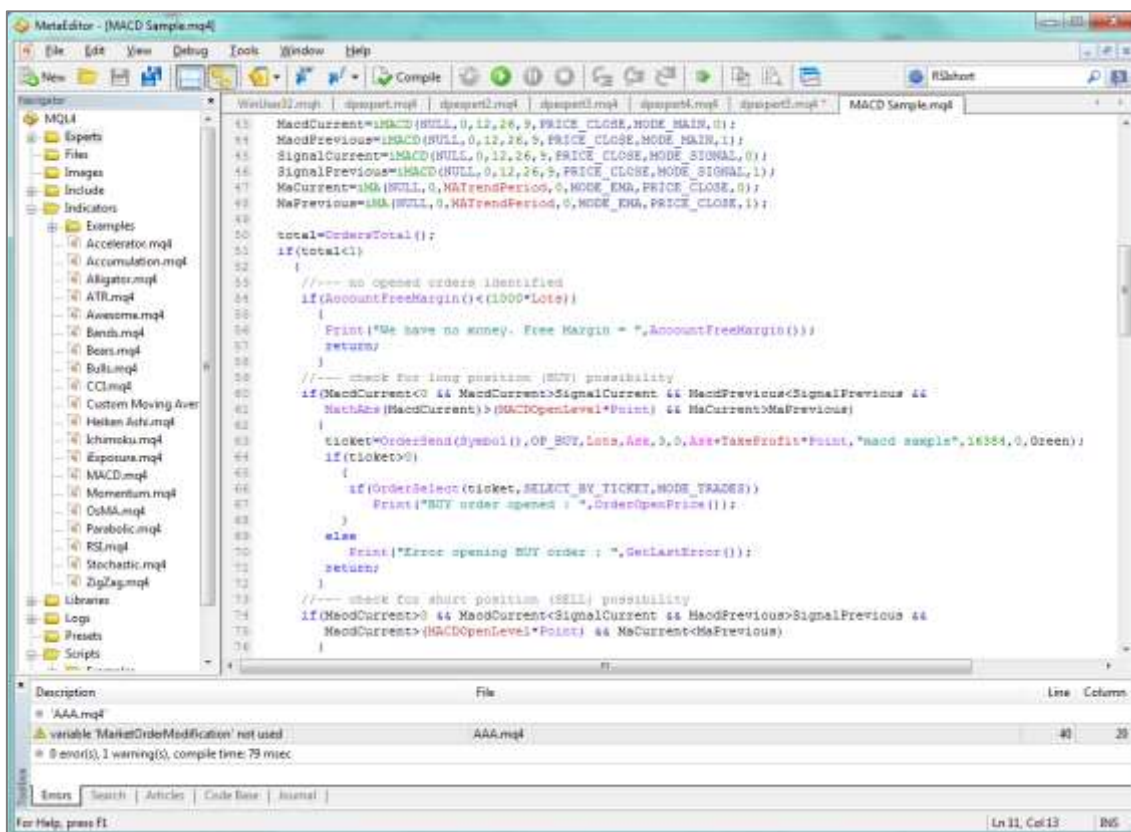 MetaEditor - [MACD Sample.mq4]
File Edit View Debug Tools Window Help
New Compile RSIshort
Navigator
WinUser32.mqh dpexpert.mq4 dpexpert2.mq4 dpexpert3.mq4 dpexpert4.mq4 dpexpert5.mq4 * MACD Sample.mq4
MQL4
Experts
Files
Images
Include
Indicators
Examples
Accelerator.mq4
Accumulation.mq4
Alligator.mq4
ATR.mq4
Awesome.mq4
Bands.mq4
Bears.mq4
Bulls.mq4
CCI.mq4
Custom Moving Aver
Heiken Ashi.mq4
Ichimoku.mq4
iExposure.mq4
MACD.mq4
Momentum.mq4
OsMA.mq4
Parabolic.mq4
RSI.mq4
Stochastic.mq4
ZigZag.mq4
Libraries
Logs
Presets
Scripts
43 MacdCurrent=iMACD(NULL,0,12,26,9,PRICE_CLOSE,MODE_MAIN,0);
44 MacdPrevious=iMACD(NULL,0,12,26,9,PRICE_CLOSE,MODE_MAIN,1);
45 SignalCurrent=iMACD(NULL,0,12,26,9,PRICE_CLOSE,MODE_SIGNAL,0);
46 SignalPrevious=iMACD(NULL,0,12,26,9,PRICE_CLOSE,MODE_SIGNAL,1);
47 MaCurrent=iMA(NULL,0,MATrendPeriod,0,MODE_EMA,PRICE_CLOSE,0);
48 MaPrevious=iMA(NULL,0,MATrendPeriod,0,MODE_EMA,PRICE_CLOSE,1);
49
50 total=OrdersTotal();
51 if(total<1)
52 {
53 //--- no opened orders identified
54 if(AccountFreeMargin()<(1000*Lots))
55 {
56 Print("We have no money. Free Margin = ",AccountFreeMargin());
57 return;
58 }
59 //--- check for long position (BUY) possibility
60 if(MacdCurrent<0 && MacdCurrent>SignalCurrent && MacdPrevious<SignalPrevious &&
61 MathAbs(MacdCurrent)>(MACDOpenLevel*Point) && MaCurrent>MaPrevious)
62 {
63 ticket=OrderSend(Symbol(),OP_BUY,Lots,Ask,3,0,Ask+TakeProfit*Point,"macd sample",16384,0,Green);
64 if(ticket>0)
65 {
66 if(OrderSelect(ticket,SELECT_BY_TICKET,MODE_TRADES))
67 Print("BUY order opened : ",OrderOpenPrice());
68 }
69 else
70 Print("Error opening BUY order : ",GetLastError());
71 return;
72 }
73 //--- check for short position (SELL) possibility
74 if(MacdCurrent>0 && MacdCurrent<SignalCurrent && MacdPrevious>SignalPrevious &&
75 MacdCurrent>(MACDOpenLevel*Point) && MaCurrent<MaPrevious)
76 {
Description File Line Column
'AAA.mq4'
variable 'MarketOrderModification' not used AAA.mq4 40 20
0 error(s), 1 warning(s), compile time: 79 msec
Toolbox
Errors Search Articles Code Base Journal
For Help, press F1 Ln 11, Col 13 INS